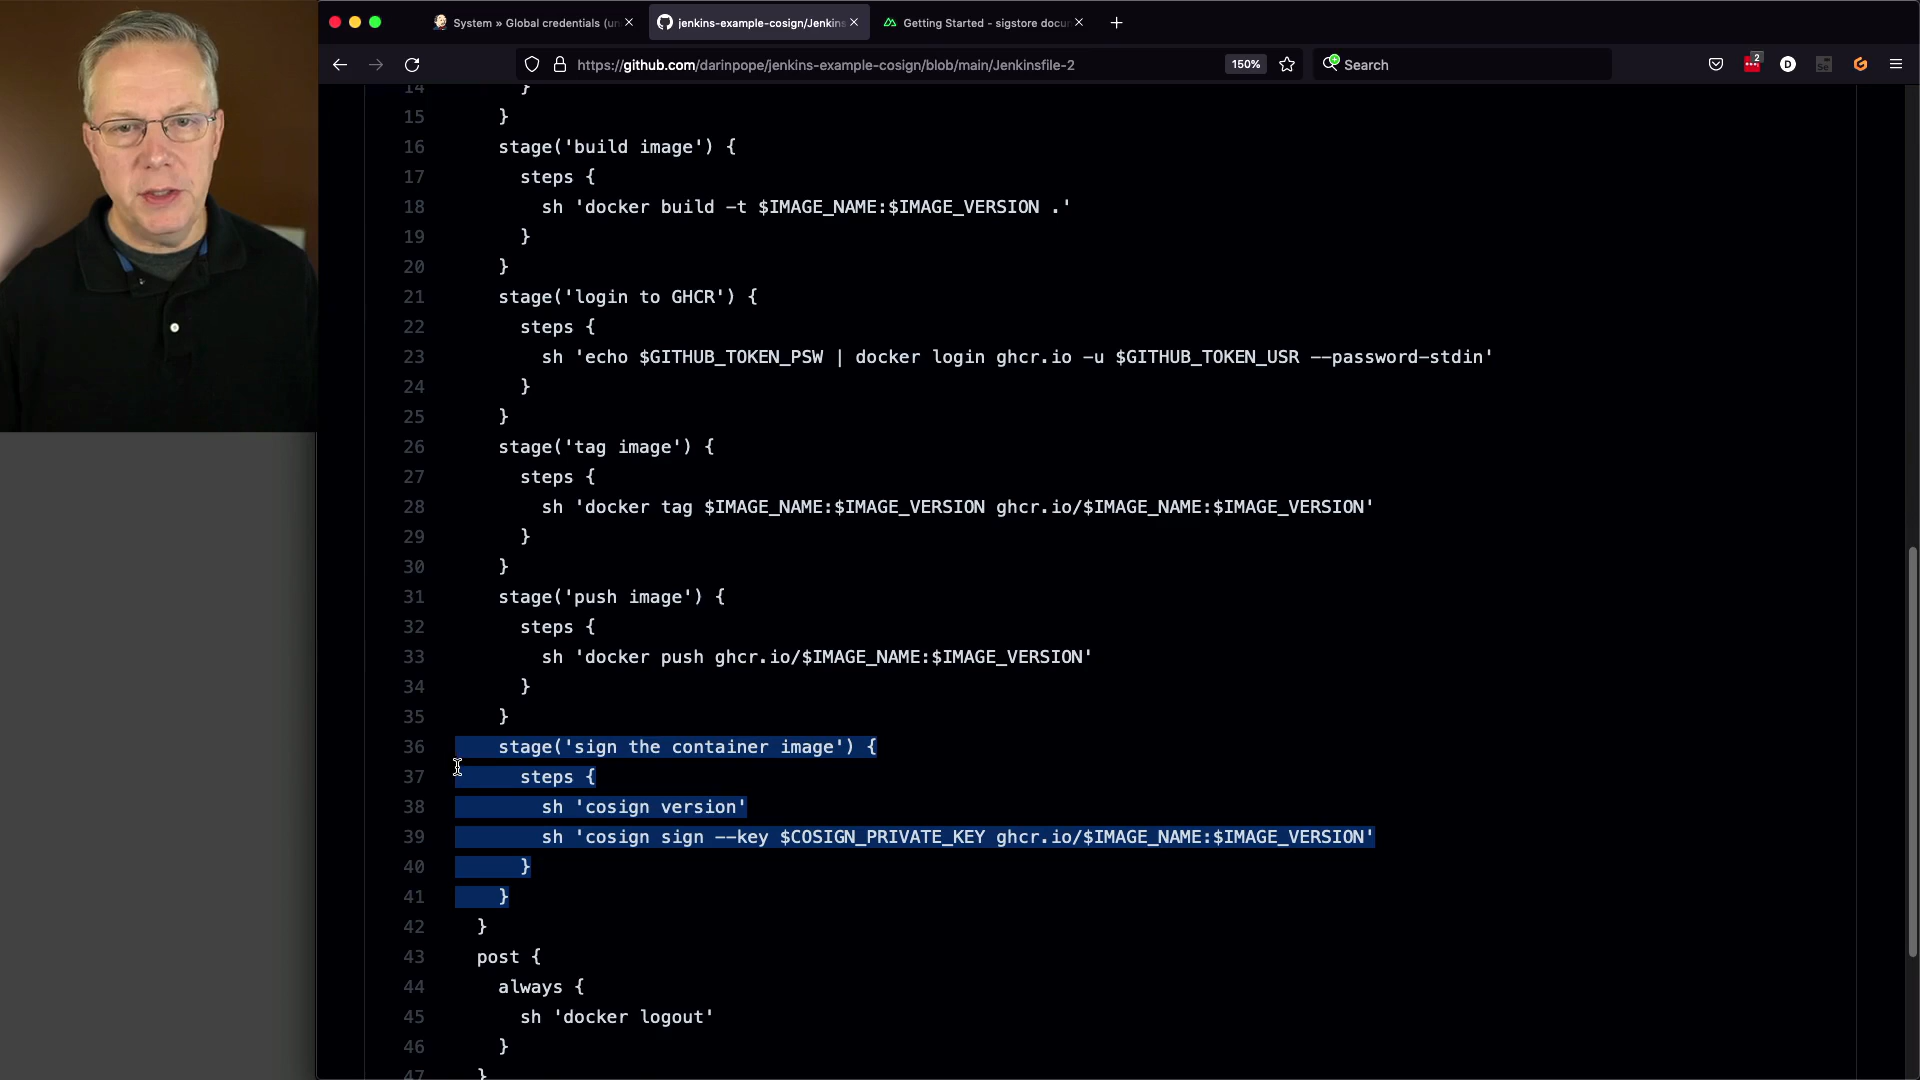 System » Global credentials (un
jenkins-example-cosign/Jenkins
Getting Started - sigstore docu
https://github.com/darinpope/jenkins-example-cosign/blob/main/Jenkinsfile-2
150%
Search
2
D
14 }
15 }
16 stage('build image') {
17 steps {
18 sh 'docker build -t $IMAGE_NAME:$IMAGE_VERSION .'
19 }
20 }
21 stage('login to GHCR') {
22 steps {
23 sh 'echo $GITHUB_TOKEN_PSW | docker login ghcr.io -u $GITHUB_TOKEN_USR --password-stdin'
24 }
25 }
26 stage('tag image') {
27 steps {
28 sh 'docker tag $IMAGE_NAME:$IMAGE_VERSION ghcr.io/$IMAGE_NAME:$IMAGE_VERSION'
29 }
30 }
31 stage('push image') {
32 steps {
33 sh 'docker push ghcr.io/$IMAGE_NAME:$IMAGE_VERSION'
34 }
35 }
36 stage('sign the container image') {
37 steps {
38 sh 'cosign version'
39 sh 'cosign sign --key $COSIGN_PRIVATE_KEY ghcr.io/$IMAGE_NAME:$IMAGE_VERSION'
40 }
41 }
42 }
43 post {
44 always {
45 sh 'docker logout'
46 }
47 }